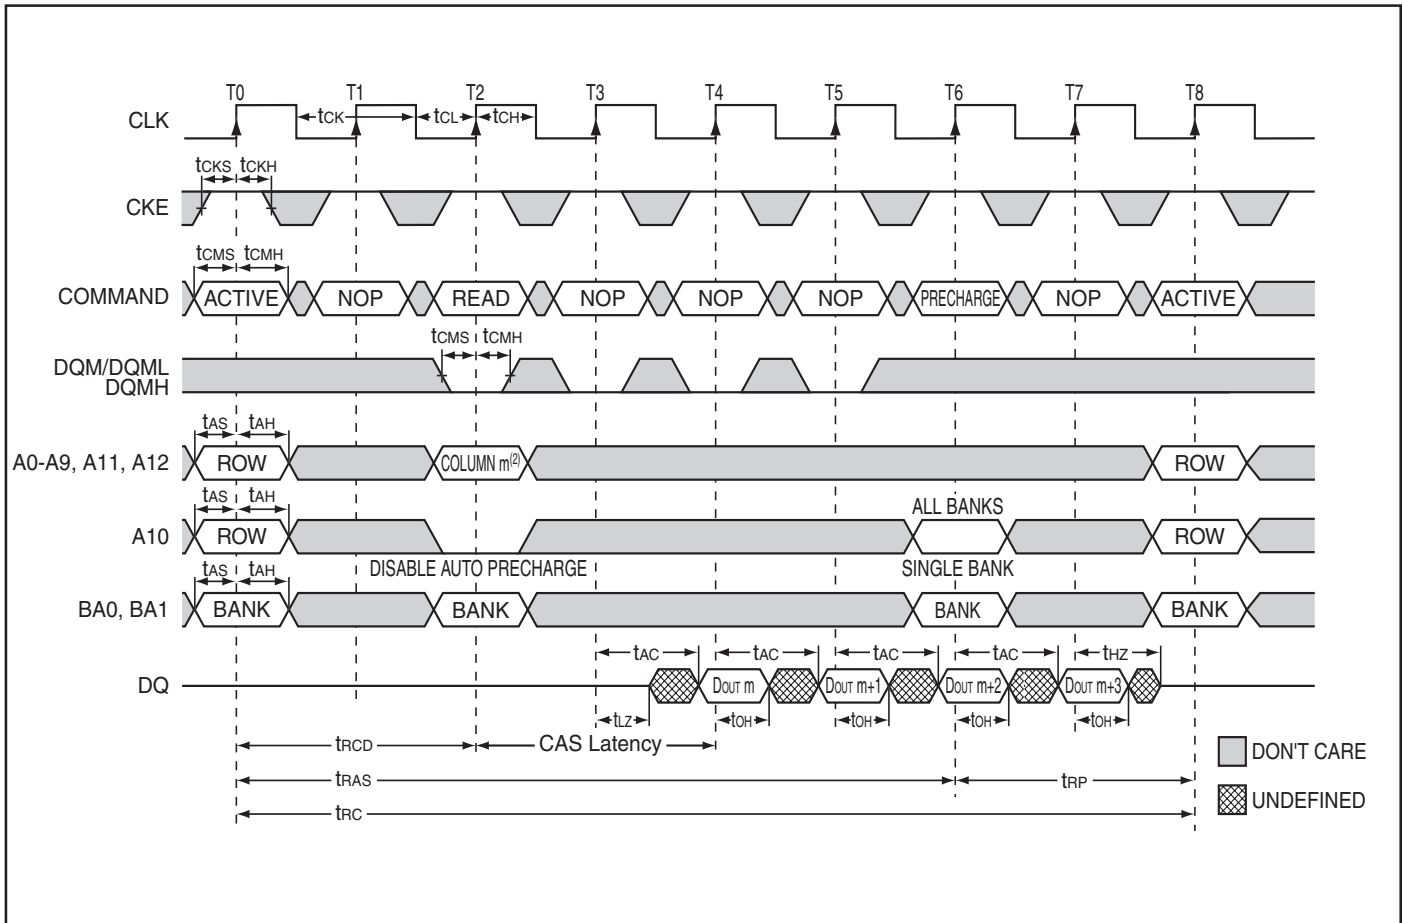 T0 T1 T2 T3 T4 T5 T6 T7 T8
CLK tCK tCL tCH
tCKS tCKH
CKE
tCMS tCMH
COMMAND ACTIVE NOP READ NOP NOP NOP PRECHARGE NOP ACTIVE
tCMS tCMH
DQM/DQML
DQMH
tAS tAH
A0-A9, A11, A12 ROW COLUMN m(2) ROW
tAS tAH ALL BANKS
A10 ROW ROW
DISABLE AUTO PRECHARGE SINGLE BANK
tAS tAH
BA0, BA1 BANK BANK BANK BANK
tAC tAC tAC tAC tHZ
DQ DOUT m DOUT m+1 DOUT m+2 DOUT m+3
tLZ tOH tOH tOH tOH
tRCD CAS Latency
DON'T CARE
tRAS tRP
UNDEFINED
tRC